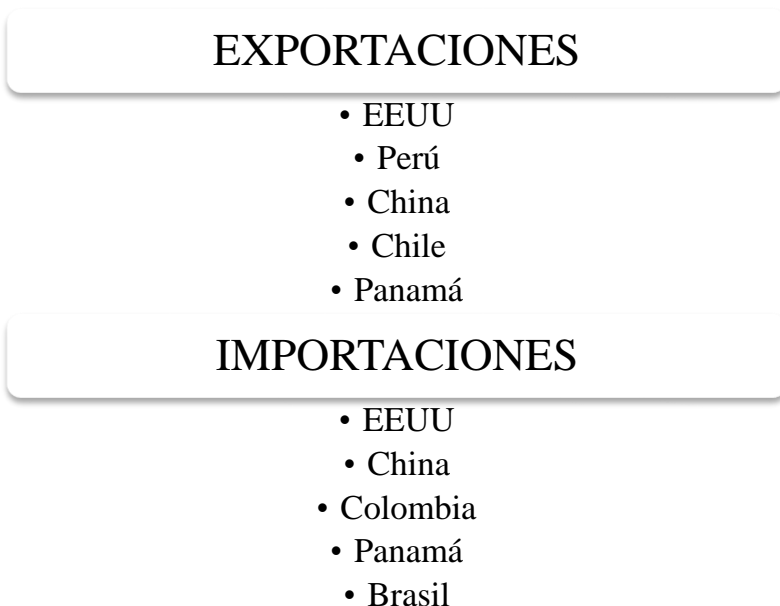 EXPORTACIONES
• EEUU
• Perú
• China
• Chile
• Panamá
IMPORTACIONES
• EEUU
• China
• Colombia
• Panamá
• Brasil